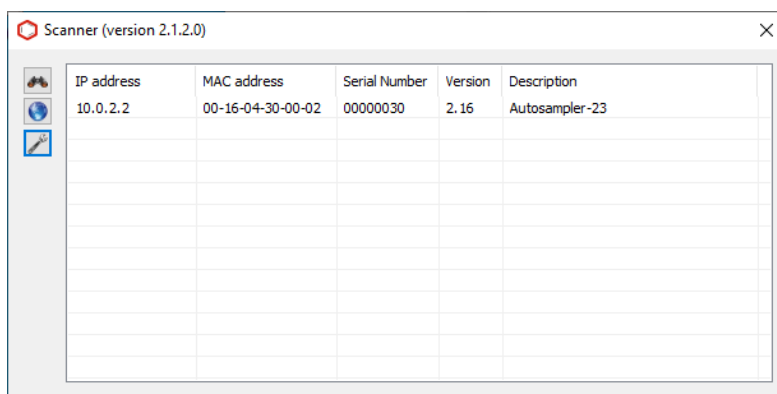 Scanner (version 2.1.2.0)
IP address MAC address Serial Number Version Description
10.0.2.2 00-16-04-30-00-02 00000030 2.16 Autosampler-23